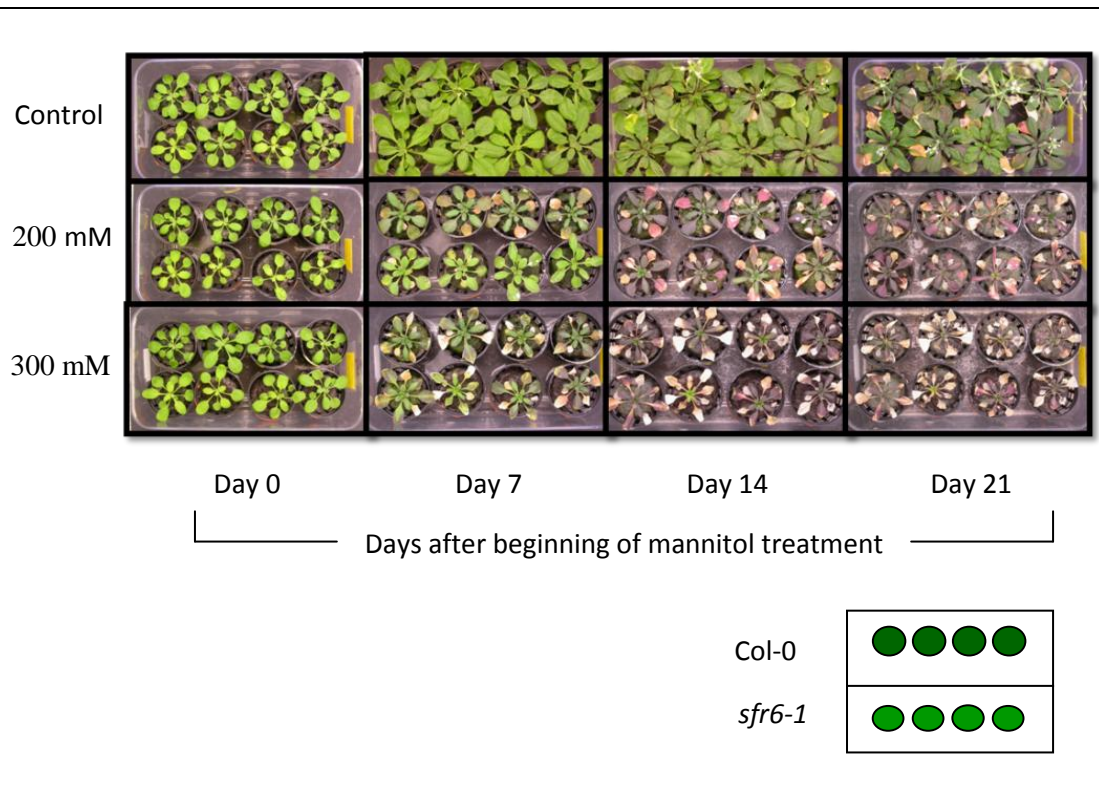 Control
200 mM
300 mM
Day 0 Day 7 Day 14 Day 21
Days after beginning of mannitol treatment
Col-0
sfr6-1